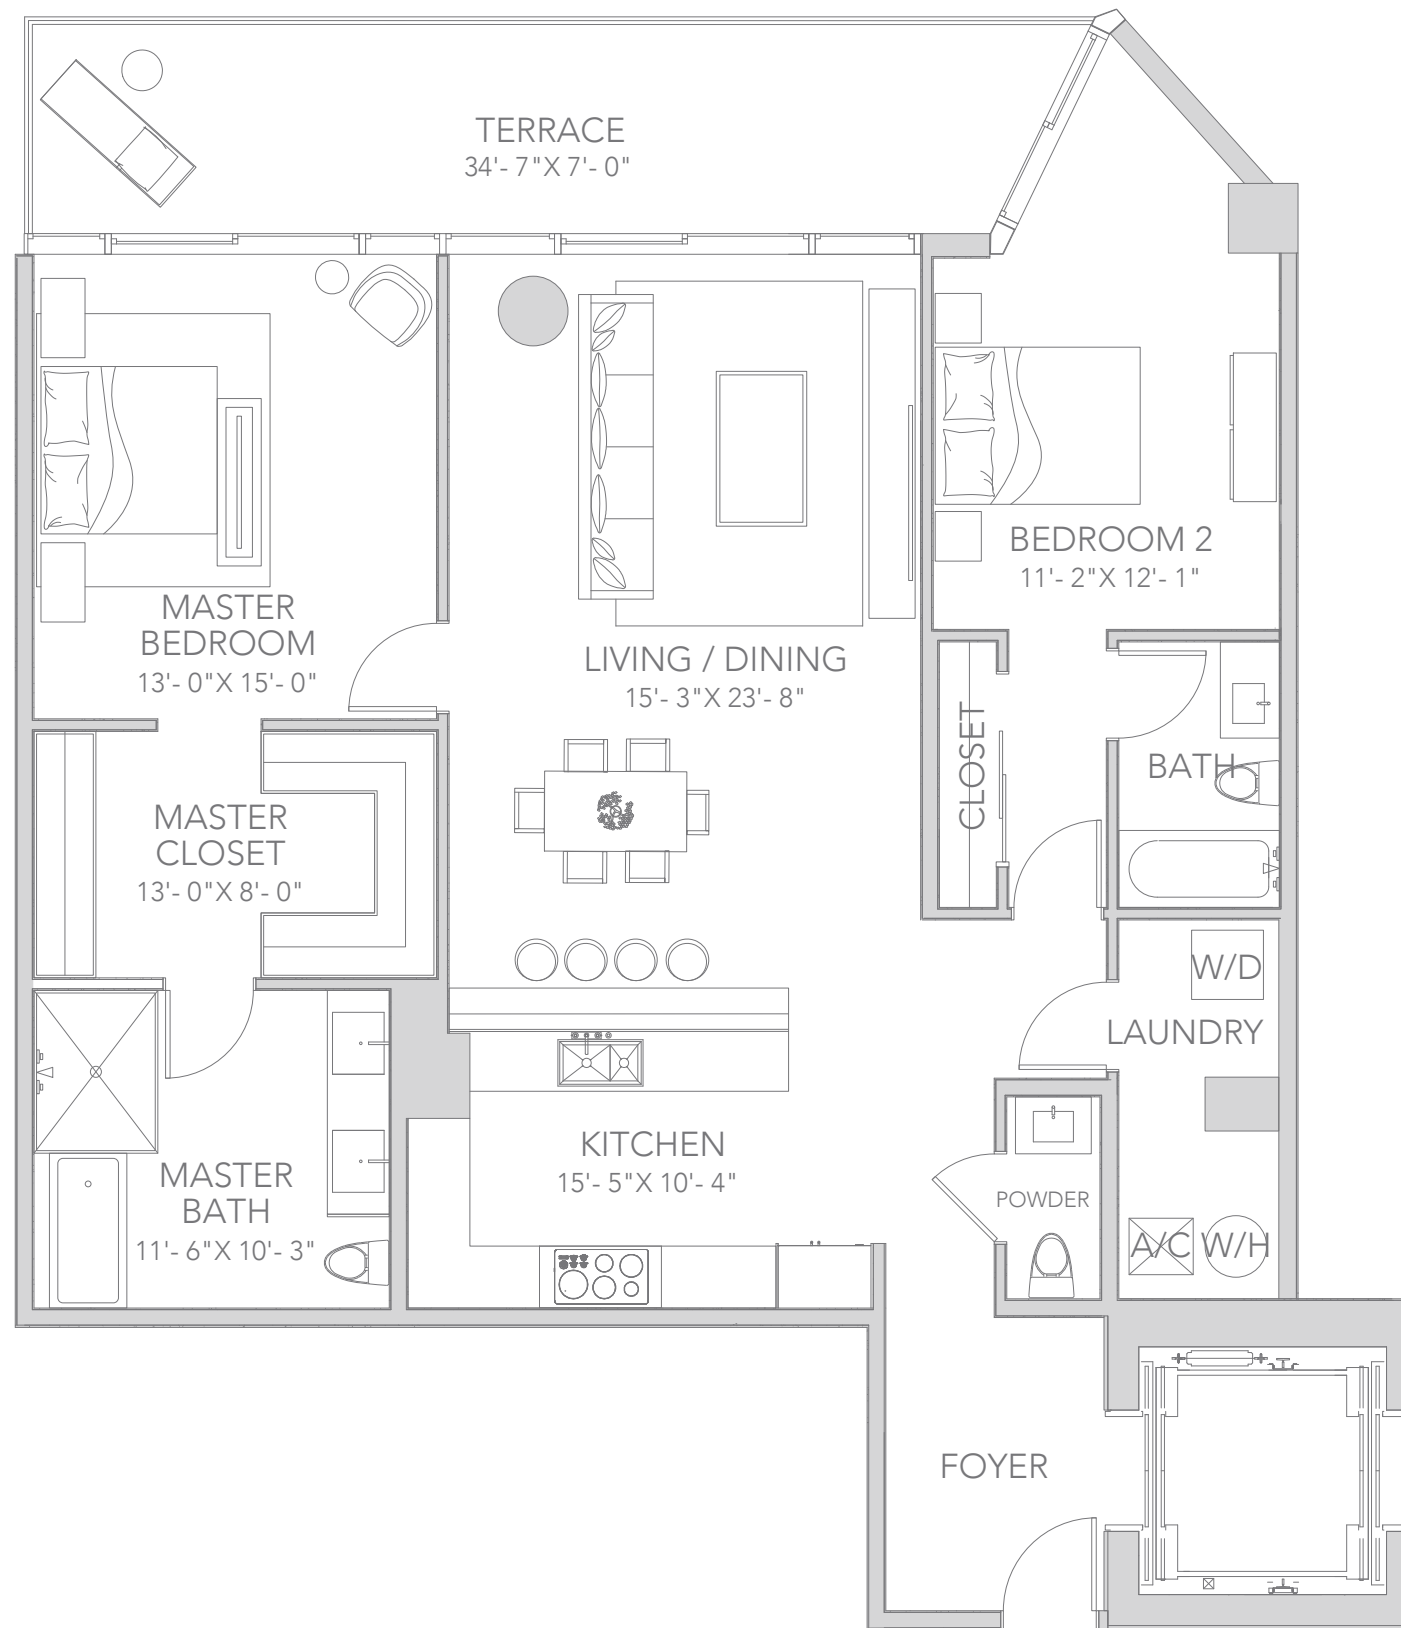 TERRACE
34'- 7"X 7'- 0"
BEDROOM 2
11'- 2"X 12'- 1"
MASTER
BEDROOM
13'- 0"X 15'- 0"
LIVING / DINING
15'- 3"X 23'- 8"
CLOSET
BATH
MASTER
CLOSET
13'- 0"X 8'- 0"
W/D
LAUNDRY
KITCHEN
15'- 5"X 10'- 4"
MASTER
BATH
11'- 6"X 10'- 3"
POWDER
A/C W/H
FOYER